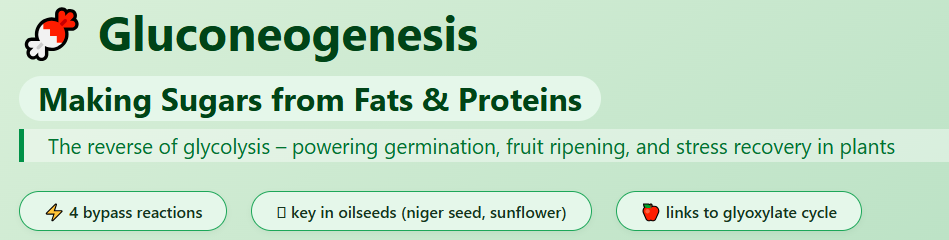 Gluconeogenesis
Making Sugars from Fats & Proteins
The reverse of glycolysis – powering germination, fruit ripening, and stress recovery in plants
⚡ 4 bypass reactions
▯ key in oilseeds (niger seed, sunflower)
🍎 links to glyoxylate cycle